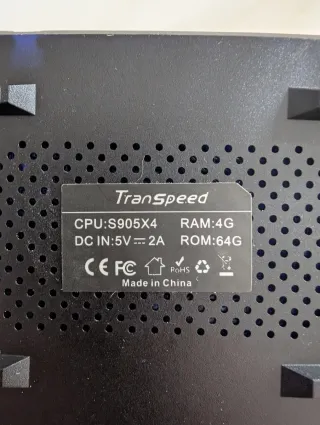 Transpeed
CPU:S905X4 RAM:4G
DC IN:5V⎓2A ROM:64G
CE FC RoHS
Made in China